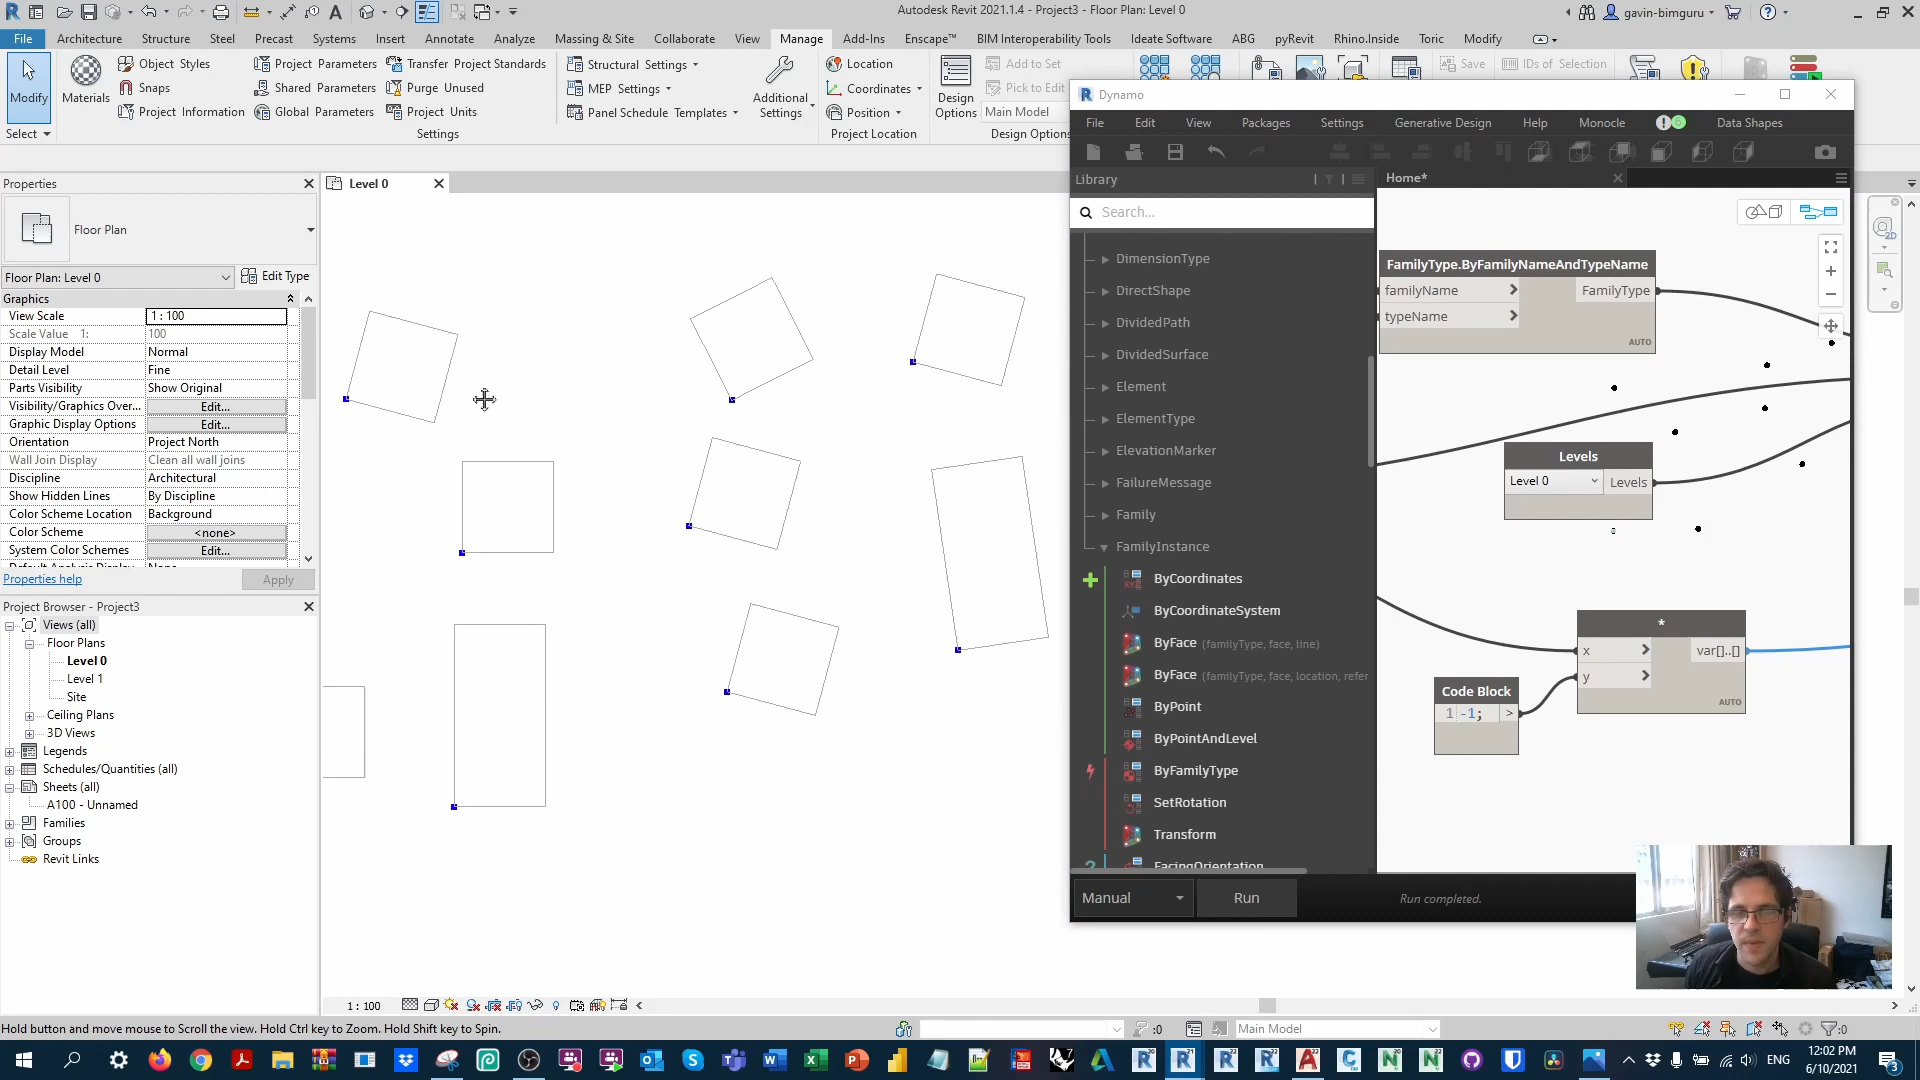 Autodesk Revit 2021.1.4 - Project3 - Floor Plan: Level 0
gavin-bimguru
File Architecture Structure Steel Precast Systems Insert Annotate Analyze Massing & Site Collaborate View Manage Add-Ins Enscape™ BIM Interoperability Tools Ideate Software ABG pyRevit Rhino.Inside Toric Modify
Modify
Select
Materials
Object Styles
Snaps
Project Information
Project Parameters
Shared Parameters
Global Parameters
Transfer Project Standards
Purge Unused
Project Units
Settings
Structural Settings
MEP Settings
Panel Schedule Templates
Additional Settings
Location
Coordinates
Position
Project Location
Design Options
Add to Set
Pick to Edit
Main Model
Design Options
Save
IDs of Selection
Properties
Floor Plan
Floor Plan: Level 0
Edit Type
Graphics
View Scale 1 : 100
Scale Value 1: 100
Display Model Normal
Detail Level Fine
Parts Visibility Show Original
Visibility/Graphics Over... Edit...
Graphic Display Options Edit...
Orientation Project North
Wall Join Display Clean all wall joins
Discipline Architectural
Show Hidden Lines By Discipline
Color Scheme Location Background
Color Scheme <none>
System Color Schemes Edit...
Properties help
Apply
Project Browser - Project3
Views (all)
Floor Plans
Level 0
Level 1
Site
Ceiling Plans
3D Views
Legends
Schedules/Quantities (all)
Sheets (all)
A100 - Unnamed
Families
Groups
Revit Links
Level 0
Dynamo
File Edit View Packages Settings Generative Design Help Monocle Data Shapes
Library
Search...
DimensionType
DirectShape
DividedPath
DividedSurface
Element
ElementType
ElevationMarker
FailureMessage
Family
FamilyInstance
ByCoordinates
ByCoordinateSystem
ByFace (familyType, face, line)
ByFace (familyType, face, location, refer
ByPoint
ByPointAndLevel
ByFamilyType
SetRotation
Transform
FacingOrientation
Home*
FamilyType.ByFamilyNameAndTypeName
familyName > FamilyType
typeName >
AUTO
Levels
Level 0 Levels
*
x > var[]..[]
y >
AUTO
Code Block
1 -1; >
Manual
Run
Run completed.
1 : 100
Hold button and move mouse to Scroll the view. Hold Ctrl key to Zoom. Hold Shift key to Spin.
:0
Main Model
:0
ENG
12:02 PM
6/10/2021
3